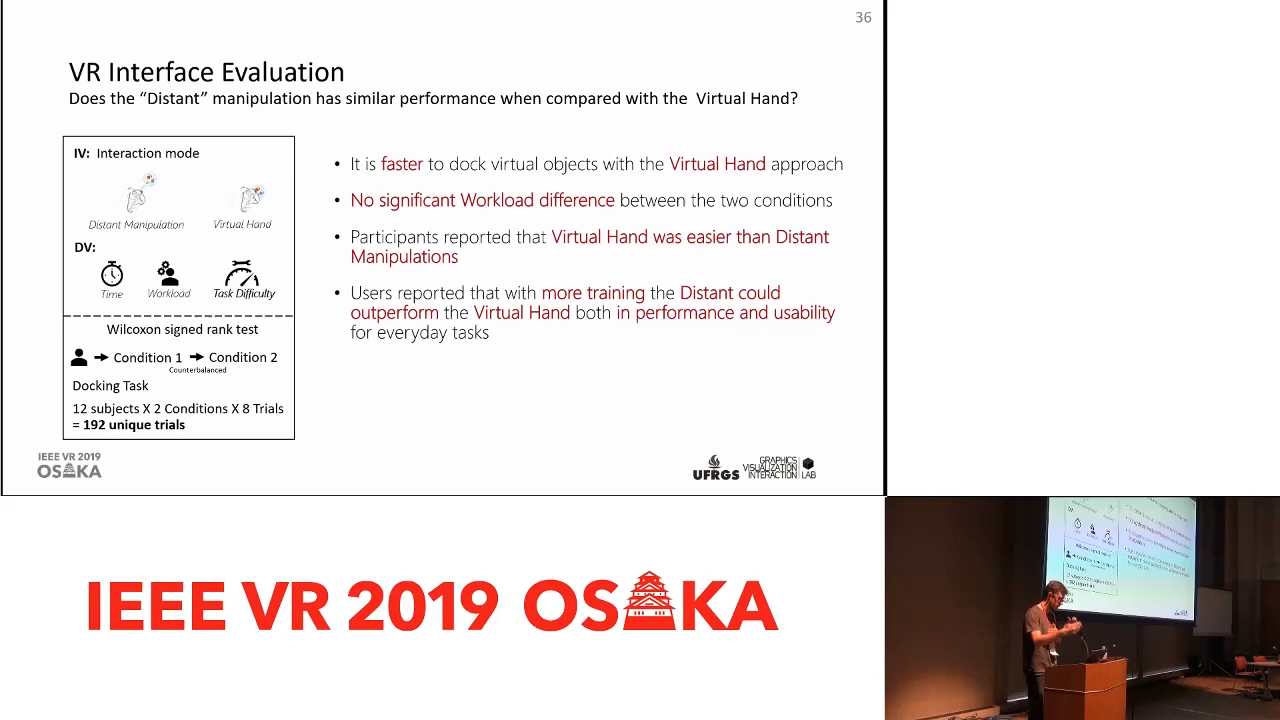 36
VR Interface Evaluation
Does the “Distant” manipulation has similar performance when compared with the Virtual Hand?
IV: Interaction mode
Distant Manipulation
Virtual Hand
DV:
Time
Workload
Task Difficulty
Wilcoxon signed rank test
Condition 1
Condition 2
Counterbalanced
Docking Task
12 subjects X 2 Conditions X 8 Trials
= 192 unique trials
• It is faster to dock virtual objects with the Virtual Hand approach
• No significant Workload difference between the two conditions
• Participants reported that Virtual Hand was easier than Distant
Manipulations
• Users reported that with more training the Distant could
outperform the Virtual Hand both in performance and usability
for everyday tasks
IEEE VR 2019
OSAKA
UFRGS
GRAPHICS
VISUALIZATION
INTERACTION LAB
IEEE VR 2019 OSAKA